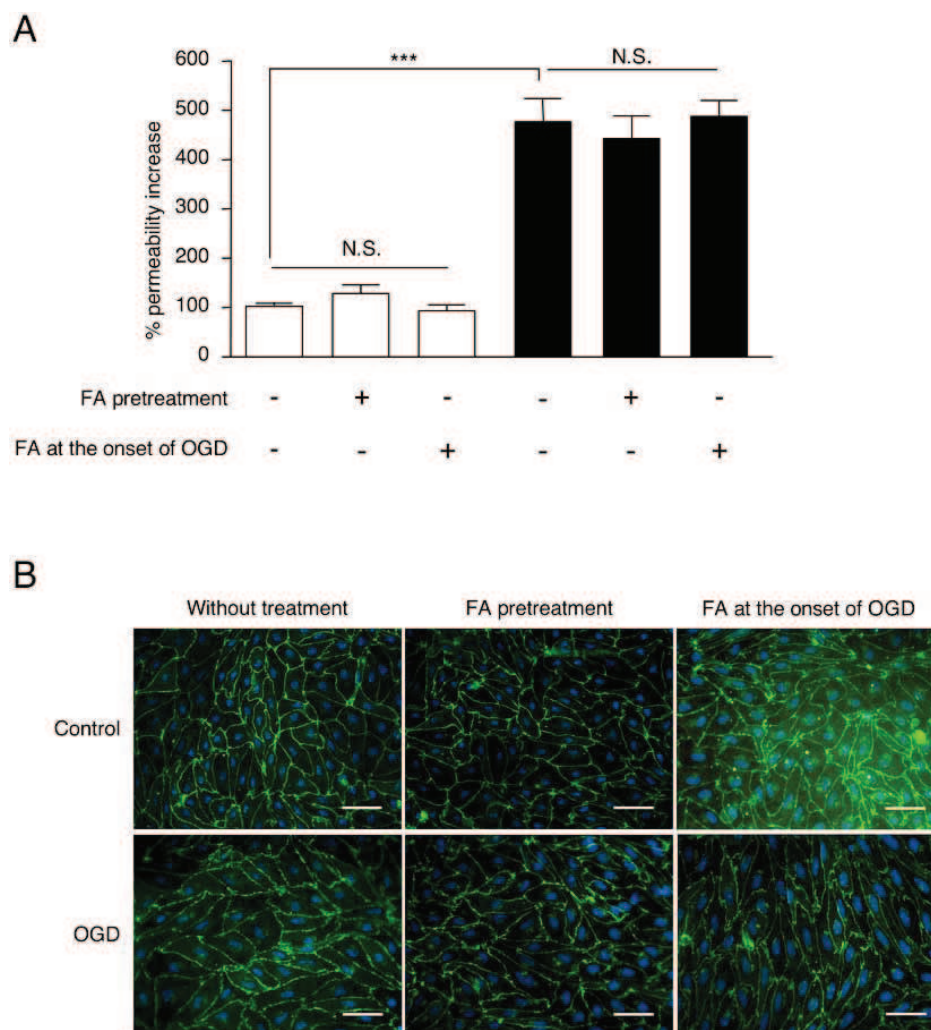 A
600
500
400
300
200
100
0
% permeability increase
***
N.S.
N.S.
FA pretreatment - + - - + -
FA at the onset of OGD - - + - - +
B
Without treatment FA pretreatment FA at the onset of OGD
Control
OGD